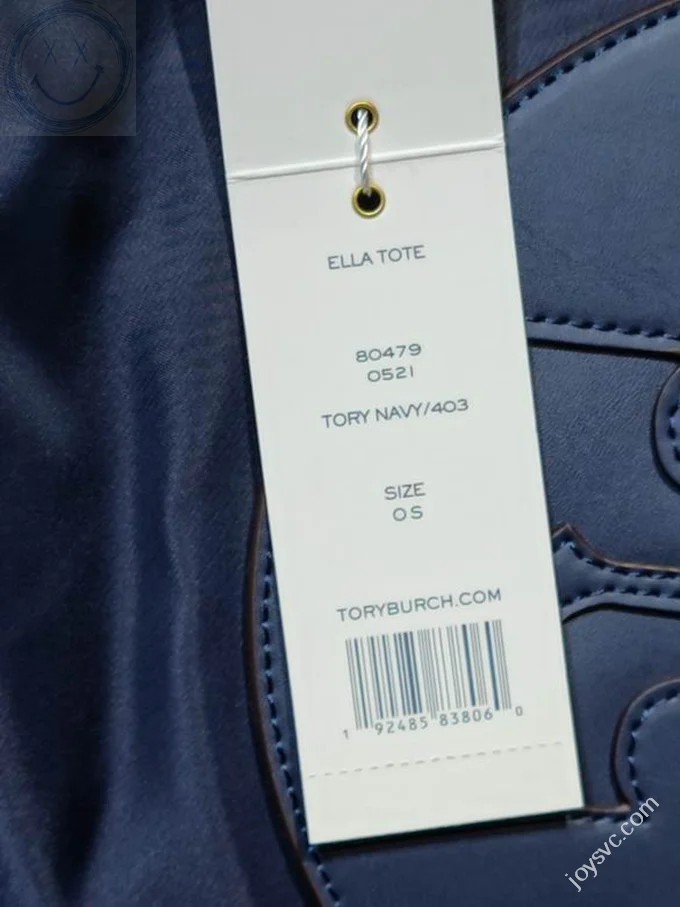 ELLA TOTE
80479
0521
TORY NAVY/403
SIZE
OS
TORYBURCH.COM
1 92485 83806 0
joysvc.com